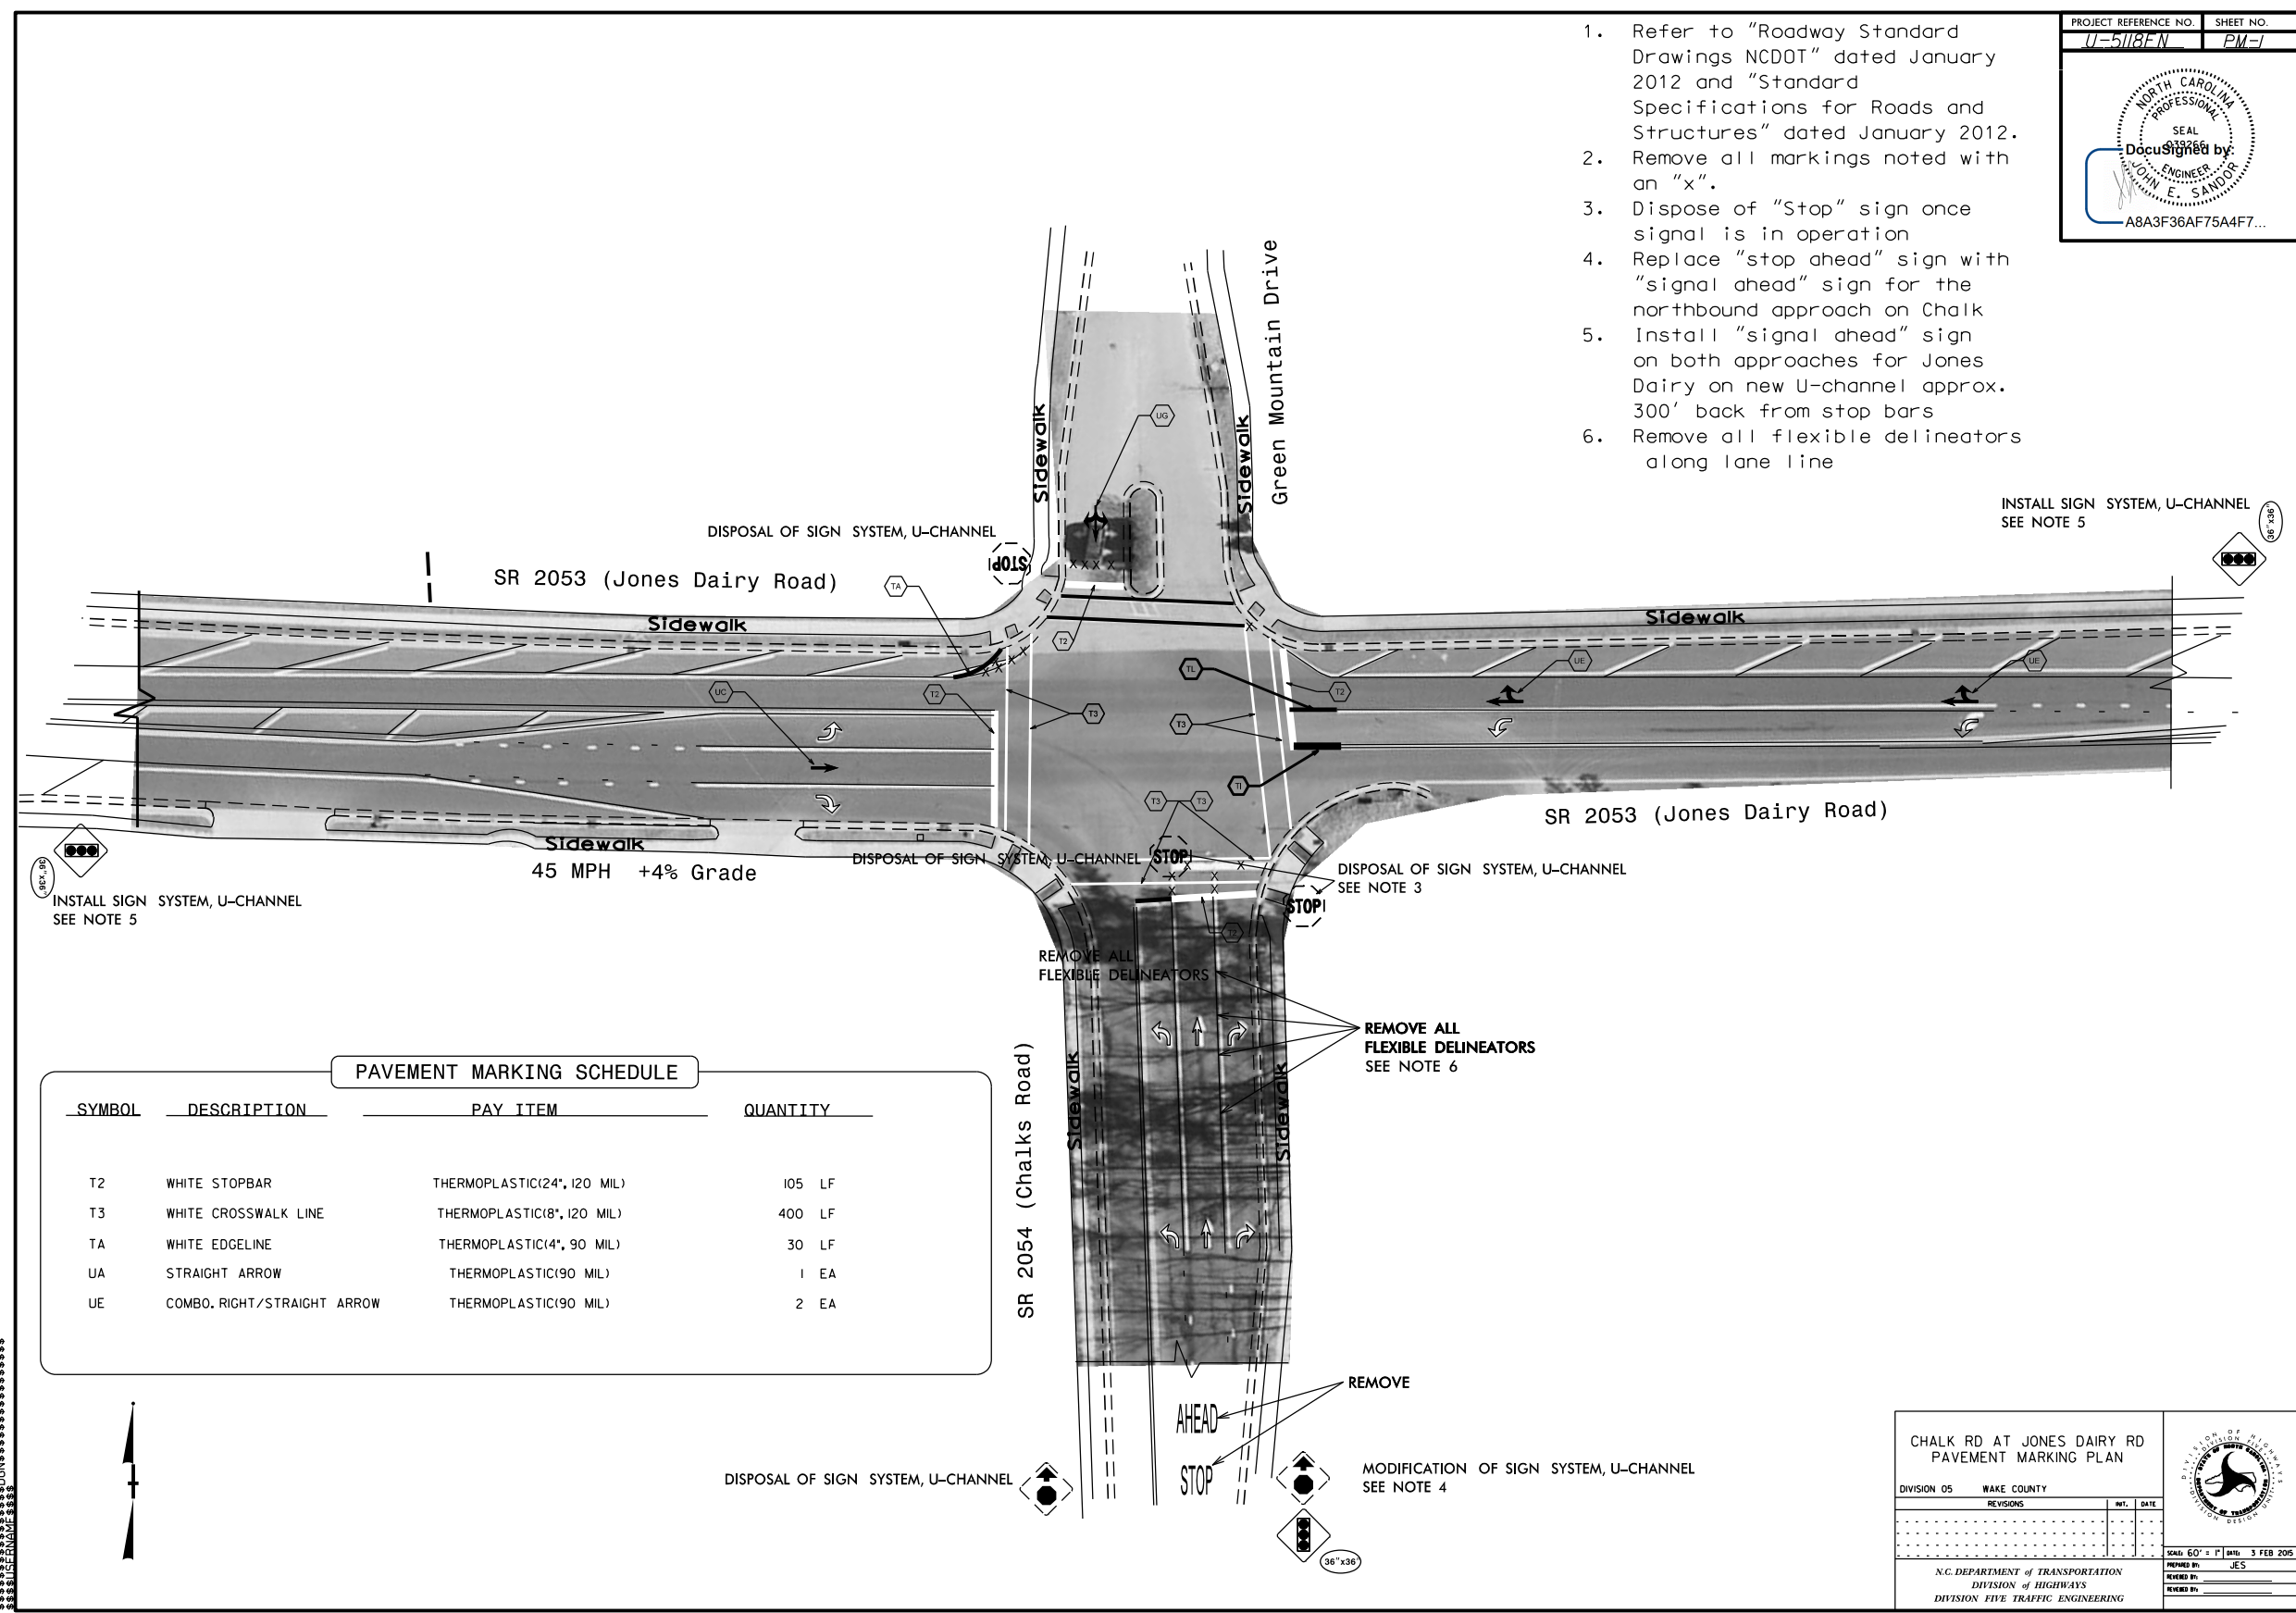 1. Refer to "Roadway Standard
Drawings NCDOT" dated January
2012 and "Standard
Specifications for Roads and
Structures" dated January 2012.
2. Remove all markings noted with
an "x".
3. Dispose of "Stop" sign once
signal is in operation
4. Replace "stop ahead" sign with
"signal ahead" sign for the
northbound approach on Chalk
5. Install "signal ahead" sign
on both approaches for Jones
Dairy on new U-channel approx.
300' back from stop bars
6. Remove all flexible delineators
along lane line
PROJECT REFERENCE NO. SHEET NO.
U-5118FN PM-1
NORTH CAROLINA
PROFESSIONAL
SEAL
039266
ENGINEER
JOHN E. SANDOR
DocuSigned by:
A8A3F36AF75A4F7...
Green Mountain Drive
Sidewalk
Sidewalk
UG
INSTALL SIGN SYSTEM, U-CHANNEL
SEE NOTE 5
36"x36"
DISPOSAL OF SIGN SYSTEM, U-CHANNEL
STOP
SR 2053 (Jones Dairy Road)
TA
X X X X
Sidewalk
Sidewalk
T2
TL
UE
UE
UC
T2
T3
T2
T3
TI
T3
T3
SR 2053 (Jones Dairy Road)
Sidewalk
45 MPH +4% Grade
36"x36"
INSTALL SIGN SYSTEM, U-CHANNEL
SEE NOTE 5
DISPOSAL OF SIGN SYSTEM, U-CHANNEL
STOP
DISPOSAL OF SIGN SYSTEM, U-CHANNEL
SEE NOTE 3
STOP
T2
REMOVE ALL
FLEXIBLE DELINEATORS
REMOVE ALL
FLEXIBLE DELINEATORS
SEE NOTE 6
Sidewalk
Sidewalk
SR 2054 (Chalks Road)
PAVEMENT MARKING SCHEDULE
SYMBOL DESCRIPTION PAY ITEM QUANTITY
T2 WHITE STOPBAR THERMOPLASTIC(24", 120 MIL) 105 LF
T3 WHITE CROSSWALK LINE THERMOPLASTIC(8", 120 MIL) 400 LF
TA WHITE EDGELINE THERMOPLASTIC(4", 90 MIL) 30 LF
UA STRAIGHT ARROW THERMOPLASTIC(90 MIL) 1 EA
UE COMBO. RIGHT/STRAIGHT ARROW THERMOPLASTIC(90 MIL) 2 EA
REMOVE
AHEAD
STOP
DISPOSAL OF SIGN SYSTEM, U-CHANNEL
MODIFICATION OF SIGN SYSTEM, U-CHANNEL
SEE NOTE 4
36"x36"
CHALK RD AT JONES DAIRY RD
PAVEMENT MARKING PLAN
DIVISION 05 WAKE COUNTY
REVISIONS INIT. DATE
SCALE: 60' = 1" DATE: 3 FEB 2015
PREPARED BY: JES
REVIEWED BY:
REVIEWED BY:
N.C. DEPARTMENT of TRANSPORTATION
DIVISION of HIGHWAYS
DIVISION FIVE TRAFFIC ENGINEERING